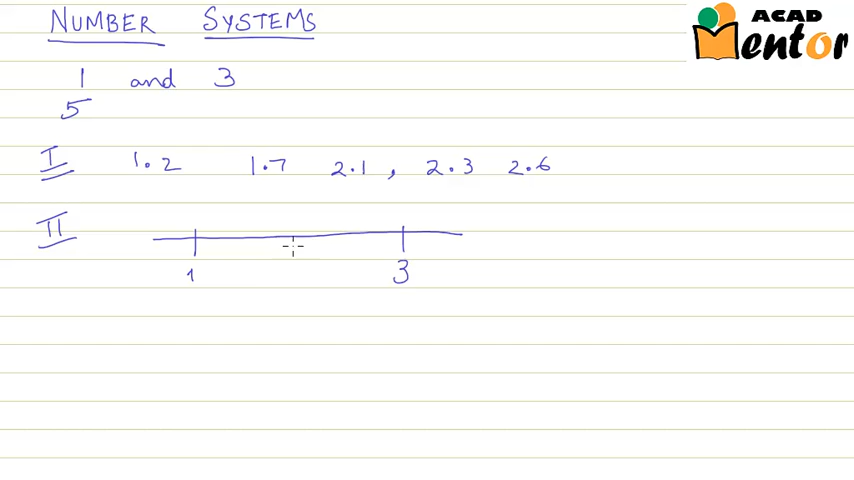 NUMBER SYSTEMS
ACAD
Mentor
1 and 3
5
I 1.2 1.7 2.1 , 2.3 2.6
II
1 3